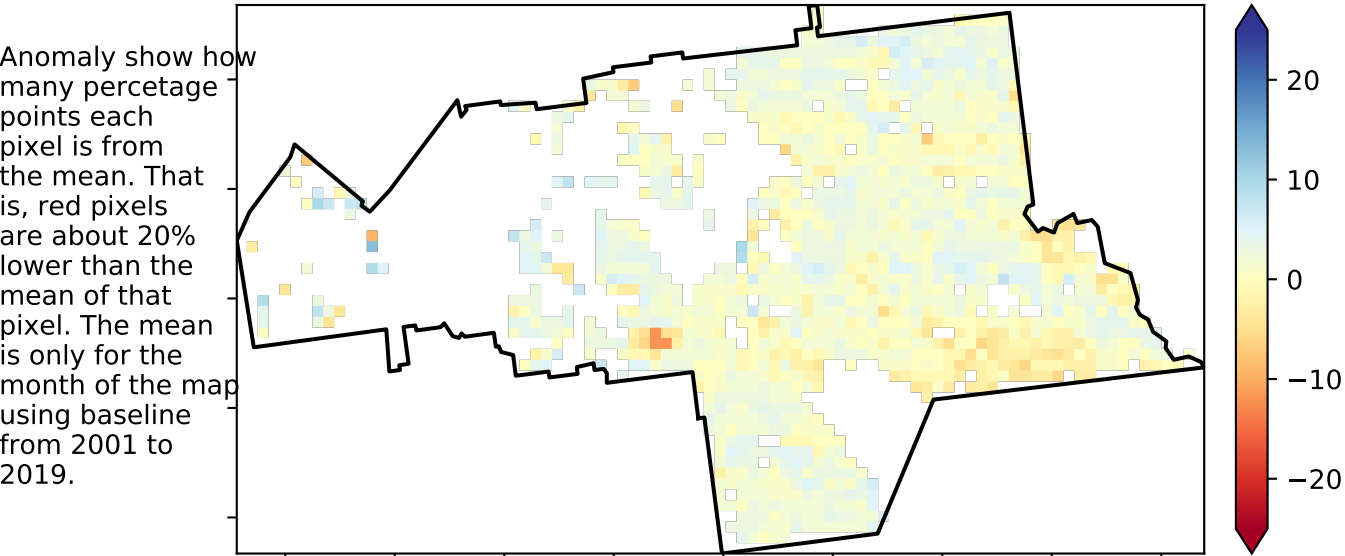 Anomaly show how
many percetage
points each
pixel is from
the mean. That
is, red pixels
are about 20%
lower than the
mean of that
pixel. The mean
is only for the
month of the map
using baseline
from 2001 to
2019.
20
10
0
−10
−20